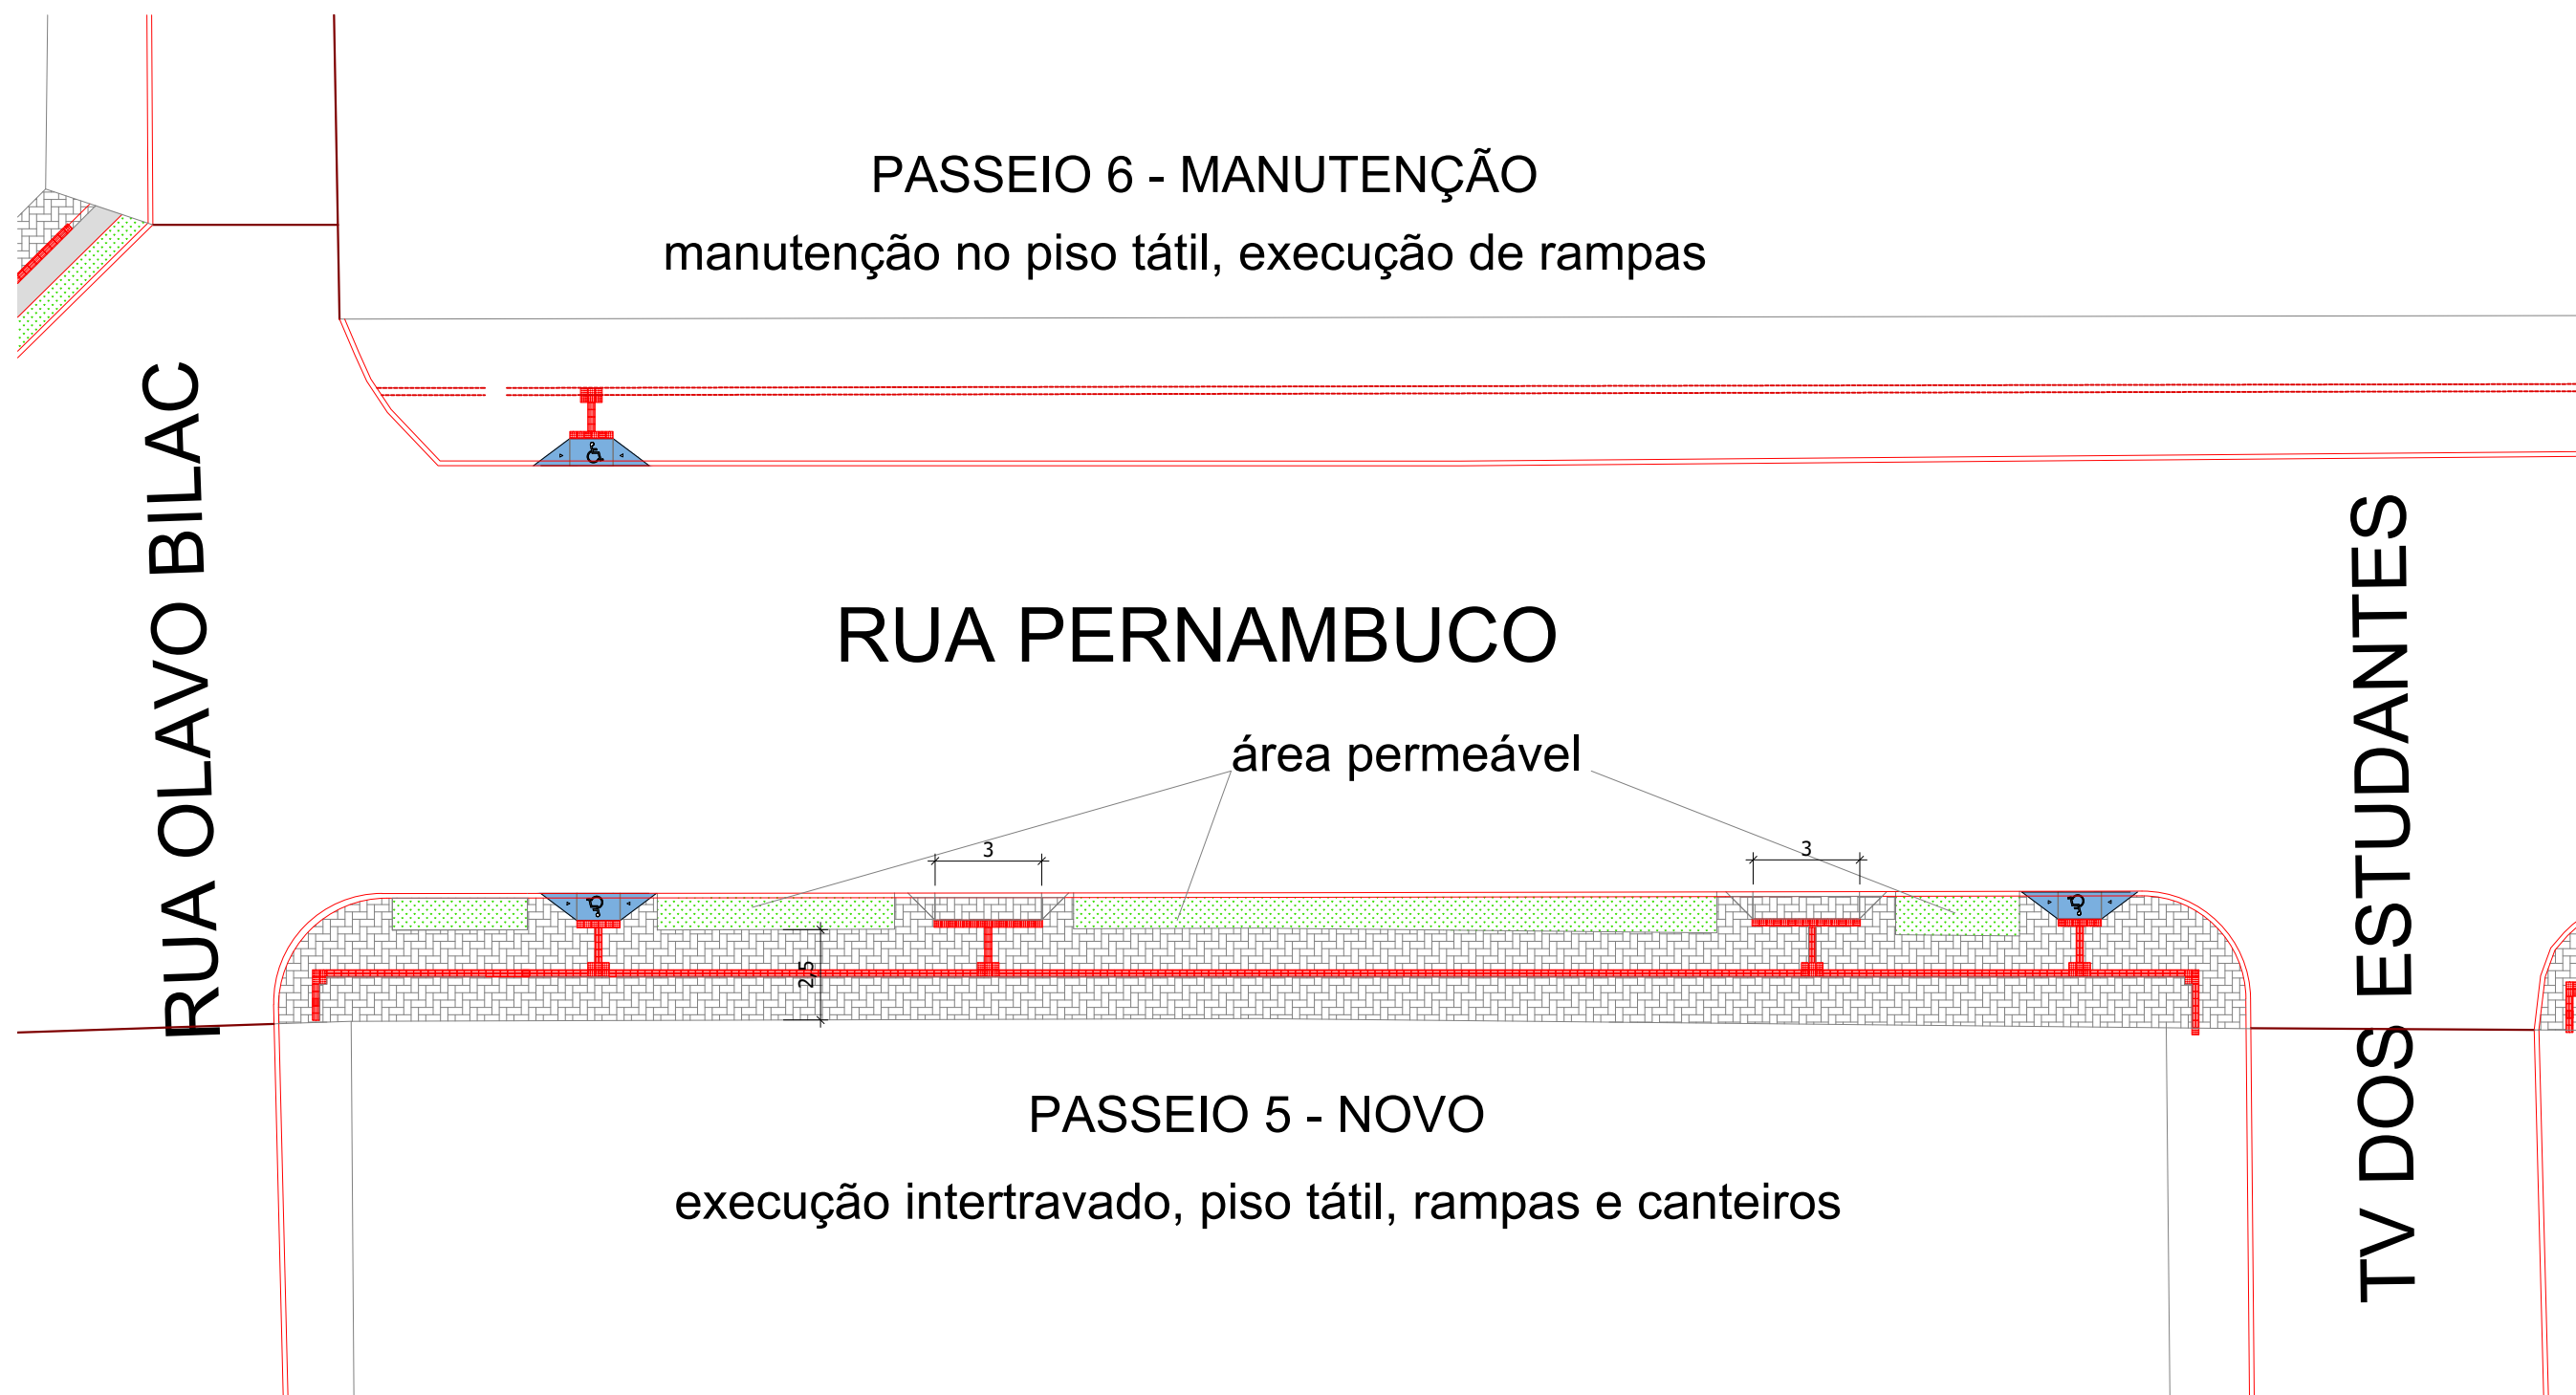 PASSEIO 6 - MANUTENÇÃO
manutenção no piso tátil, execução de rampas
RUA OLAVO BILAC
RUA PERNAMBUCO
TV DOS ESTUDANTES
área permeável
3
3
2,5
PASSEIO 5 - NOVO
execução intertravado, piso tátil, rampas e canteiros